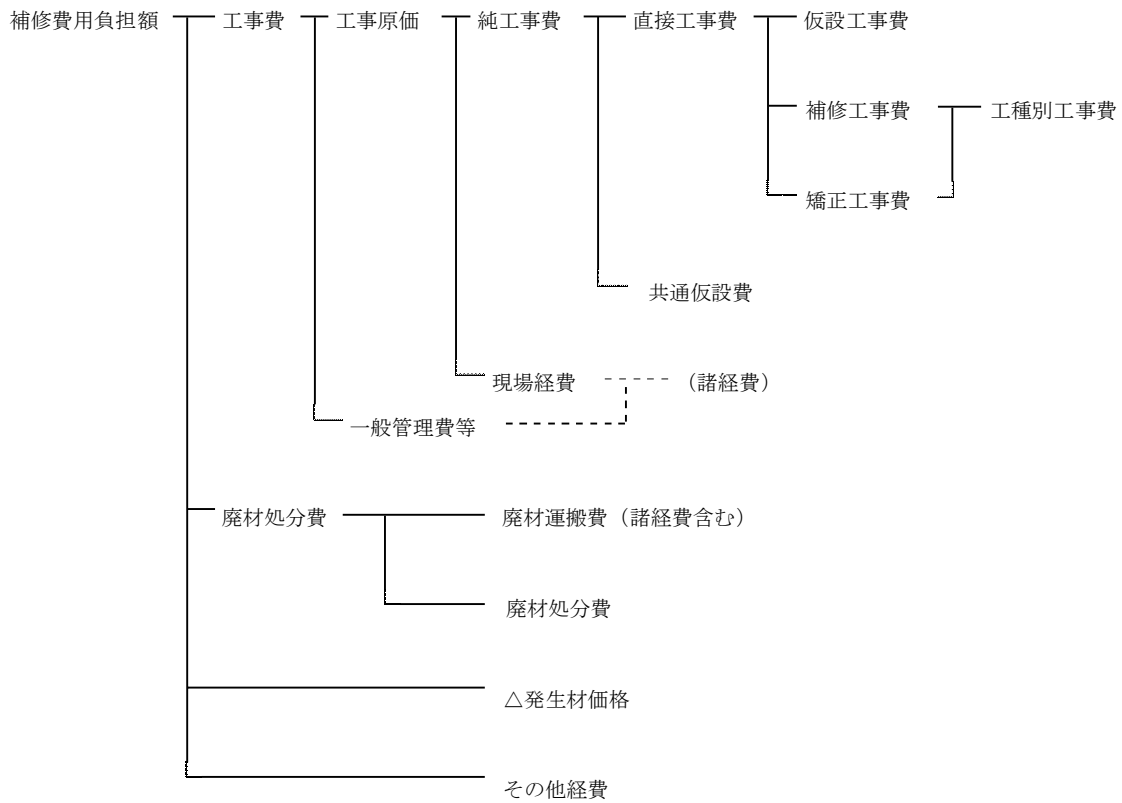 補修費用負担額 工事費 工事原価 純工事費 直接工事費 仮設工事費
補修工事費 工種別工事費
矯正工事費
共通仮設費
現場経費 (諸経費)
一般管理費等
廃材処分費 廃材運搬費(諸経費含む)
廃材処分費
△発生材価格
その他経費